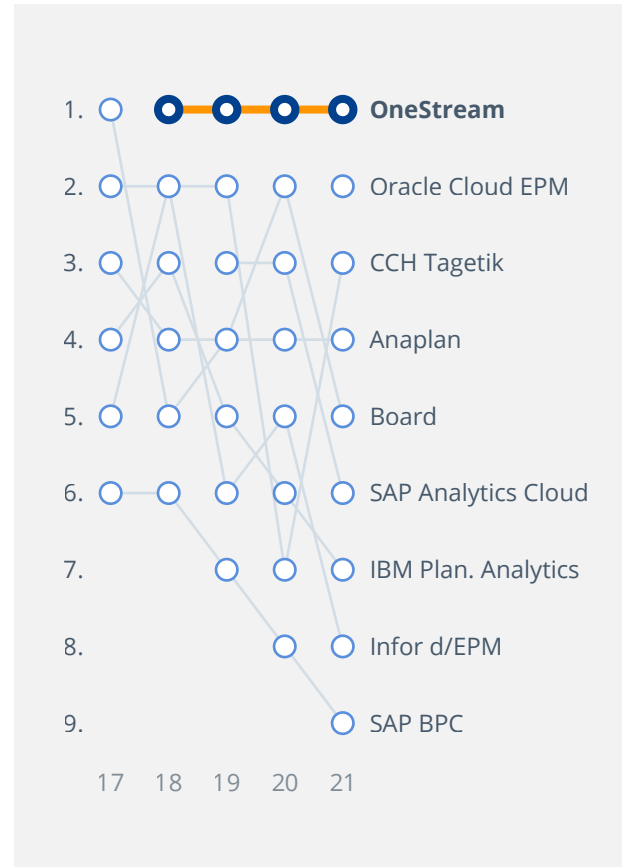 1. OneStream
2. Oracle Cloud EPM
3. CCH Tagetik
4. Anaplan
5. Board
6. SAP Analytics Cloud
7. IBM Plan. Analytics
8. Infor d/EPM
9. SAP BPC
17 18 19 20 21